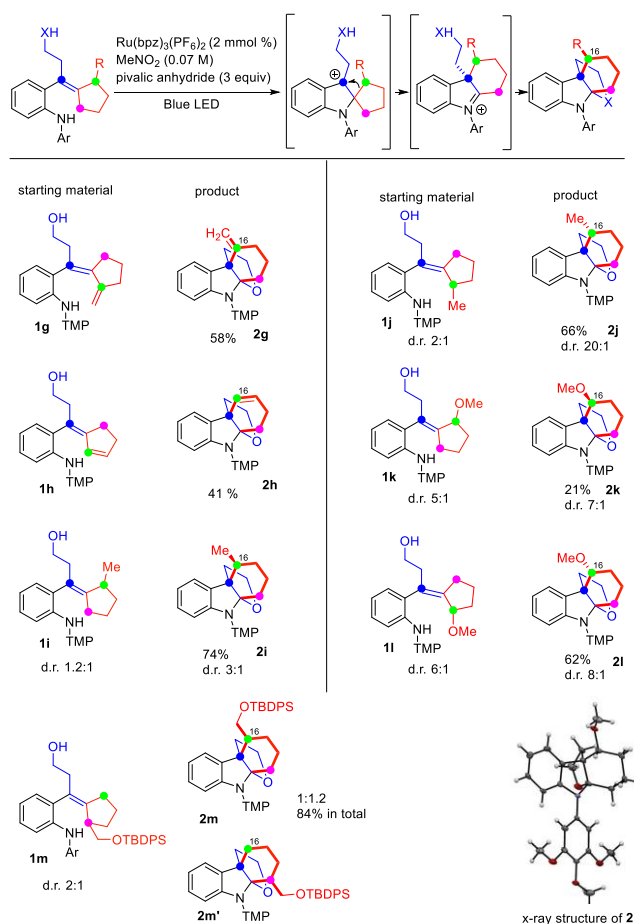 XH
R
NH
Ar
Ru(bpz)3(PF6)2 (2 mmol %)
MeNO2 (0.07 M)
pivalic anhydride (3 equiv)
Blue LED
XH
R
⊕
N
Ar
XH
R
16
N
⊕
Ar
R
16
N
X
Ar
starting material
product
starting material
product
OH
NH
TMP
1g
H2C
16
N
O
TMP
58%
2g
OH
NH
TMP
Me
1j
d.r. 2:1
Me
16
N
O
TMP
66%
2j
d.r. 20:1
OH
NH
TMP
1h
16
N
O
TMP
41 %
2h
OH
OMe
NH
TMP
1k
d.r. 5:1
MeO
16
N
O
TMP
21%
2k
d.r. 7:1
OH
Me
NH
TMP
1i
d.r. 1.2:1
Me
16
N
O
TMP
74%
2i
d.r. 3:1
OH
NH
OMe
TMP
1l
d.r. 6:1
MeO
16
N
O
TMP
62%
2l
d.r. 8:1
OH
NH
OTBDPS
Ar
1m
d.r. 2:1
OTBDPS
16
N
O
TMP
2m
1:1.2
84% in total
16
N
O
OTBDPS
TMP
2m'
x-ray structure of 2